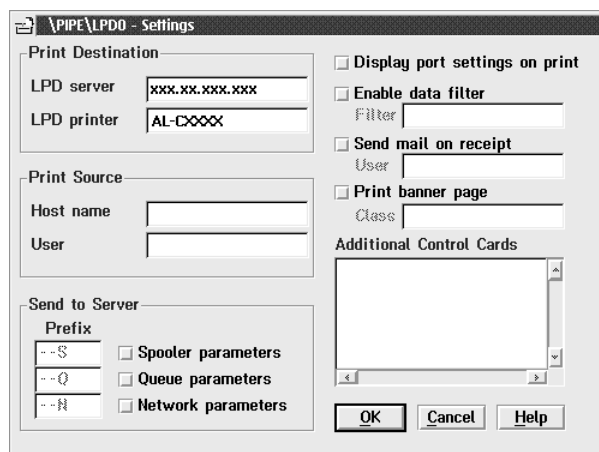 \PIPE\LPD0 - Settings
Print Destination
LPD server xxx.xx.xxx.xxx
LPD printer AL-CXXXX
Print Source
Host name
User
Send to Server
Prefix
--S Spooler parameters
--Q Queue parameters
--N Network parameters
Display port settings on print
Enable data filter
Filter
Send mail on receipt
User
Print banner page
Class
Additional Control Cards
OK Cancel Help